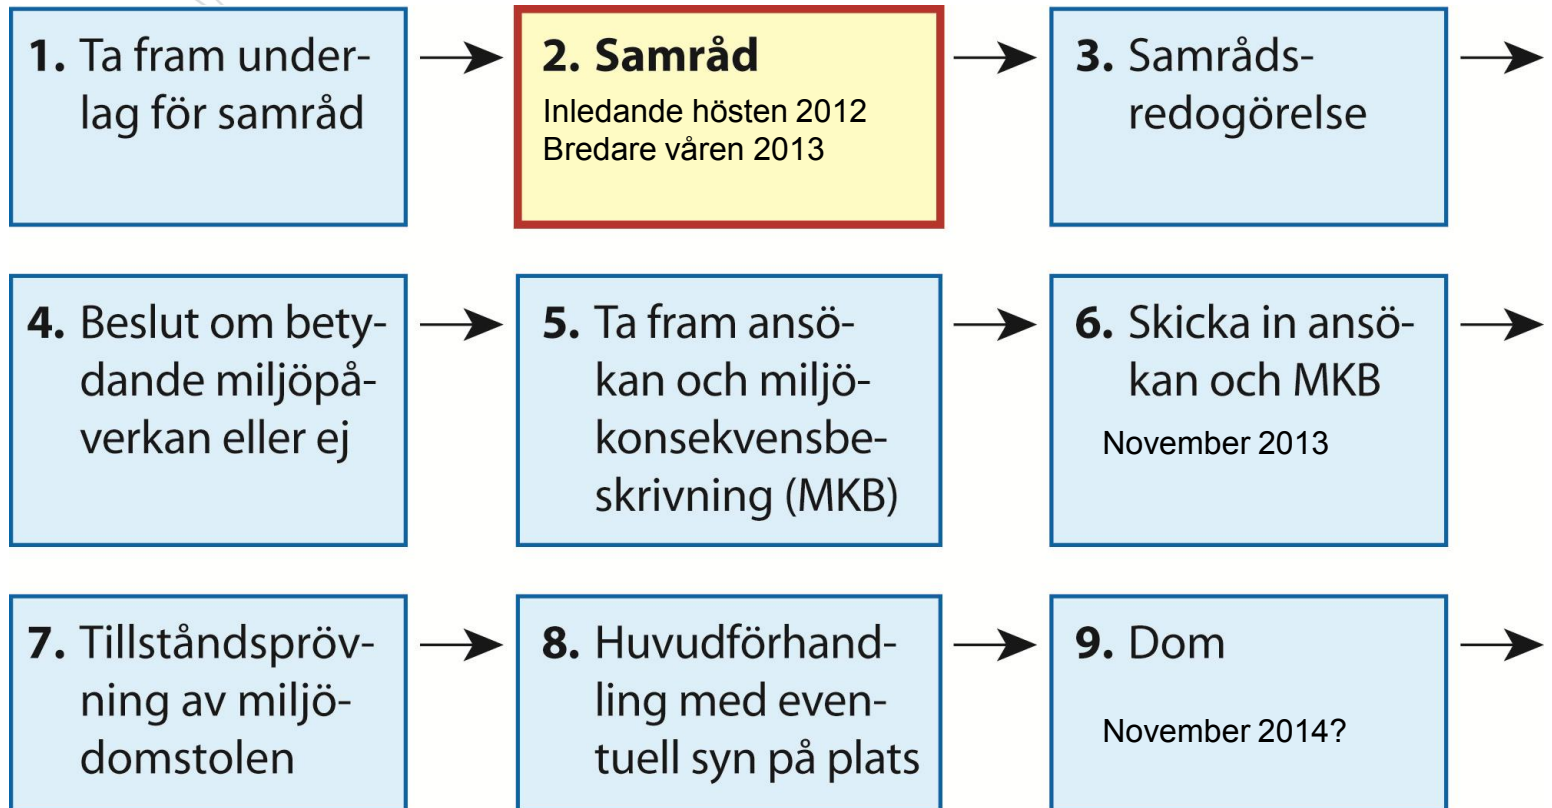 1. Ta fram under-
lag för samråd
2. Samråd
Inledande hösten 2012
Bredare våren 2013
3. Samråds-
redogörelse
4. Beslut om bety-
dande miljöpå-
verkan eller ej
5. Ta fram ansö-
kan och miljö-
konsekvensbe-
skrivning (MKB)
6. Skicka in ansö-
kan och MKB
November 2013
7. Tillståndspröv-
ning av miljö-
domstolen
8. Huvudförhand-
ling med even-
tuell syn på plats
9. Dom
November 2014?